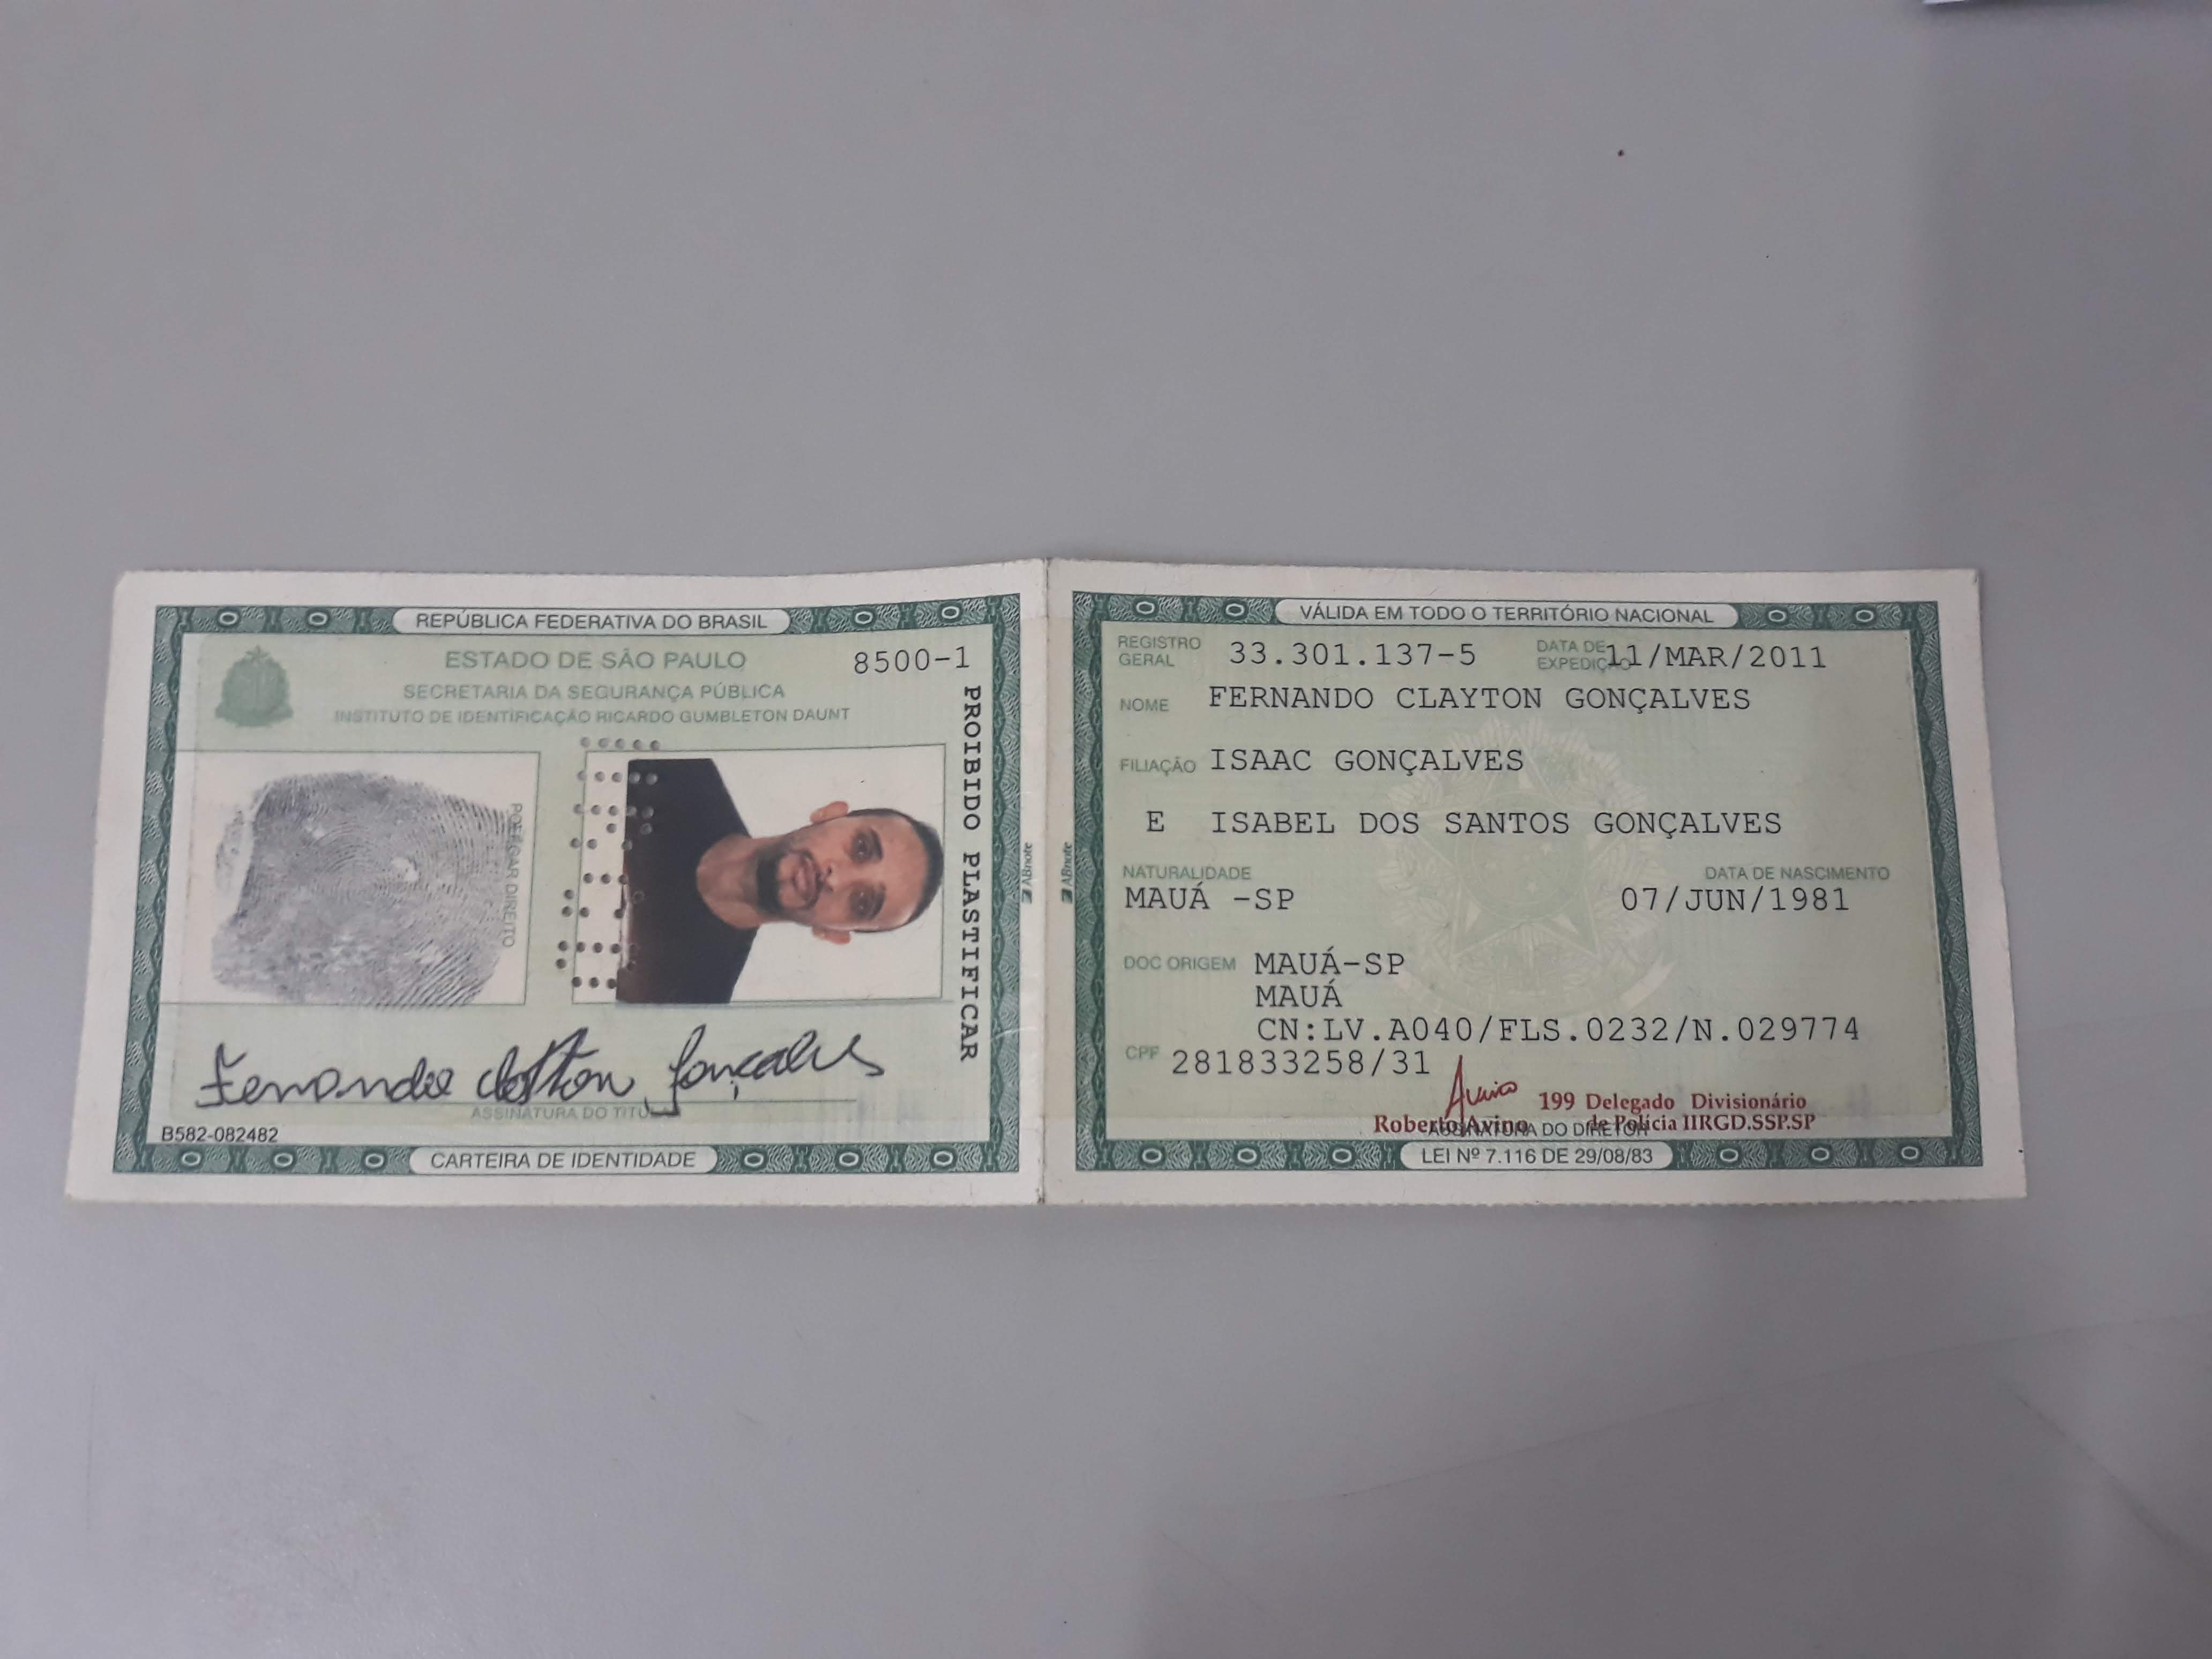 REPÚBLICA FEDERATIVA DO BRASIL
ESTADO DE SÃO PAULO
8500-1
SECRETARIA DA SEGURANÇA PÚBLICA
INSTITUTO DE IDENTIFICAÇÃO RICARDO GUMBLETON DAUNT
POLEGAR DIREITO
PROIBIDO PLASTIFICAR
Fernando Clayton Gonçalves
ASSINATURA DO TITU
B582-082482
CARTEIRA DE IDENTIDADE
ABnote
ABnote
VÁLIDA EM TODO O TERRITÓRIO NACIONAL
REGISTRO GERAL 33.301.137-5 DATA DE EXPEDIÇÃO 11/MAR/2011
NOME FERNANDO CLAYTON GONÇALVES
FILIAÇÃO ISAAC GONÇALVES
E ISABEL DOS SANTOS GONÇALVES
NATURALIDADE DATA DE NASCIMENTO
MAUÁ -SP 07/JUN/1981
DOC ORIGEM MAUÁ-SP
MAUÁ
CN:LV.A040/FLS.0232/N.029774
CPF 281833258/31
Avino
199 Delegado Divisionário
Roberto Avino de Polícia IIRGD.SSP.SP
ASSINATURA DO DIRETOR
LEI Nº 7.116 DE 29/08/83